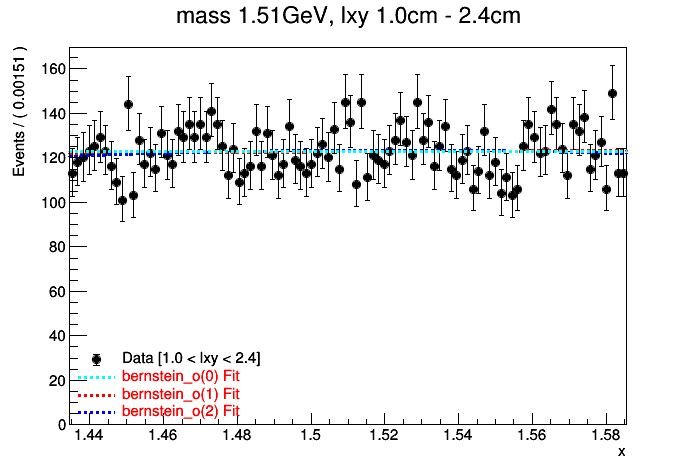 mass 1.51GeV, lxy 1.0cm - 2.4cm
Events / ( 0.00151 )
160
140
120
100
80
60
40
20
0
Data [1.0 < lxy < 2.4]
bernstein_o(0) Fit
bernstein_o(1) Fit
bernstein_o(2) Fit
1.44 1.46 1.48 1.5 1.52 1.54 1.56 1.58
x